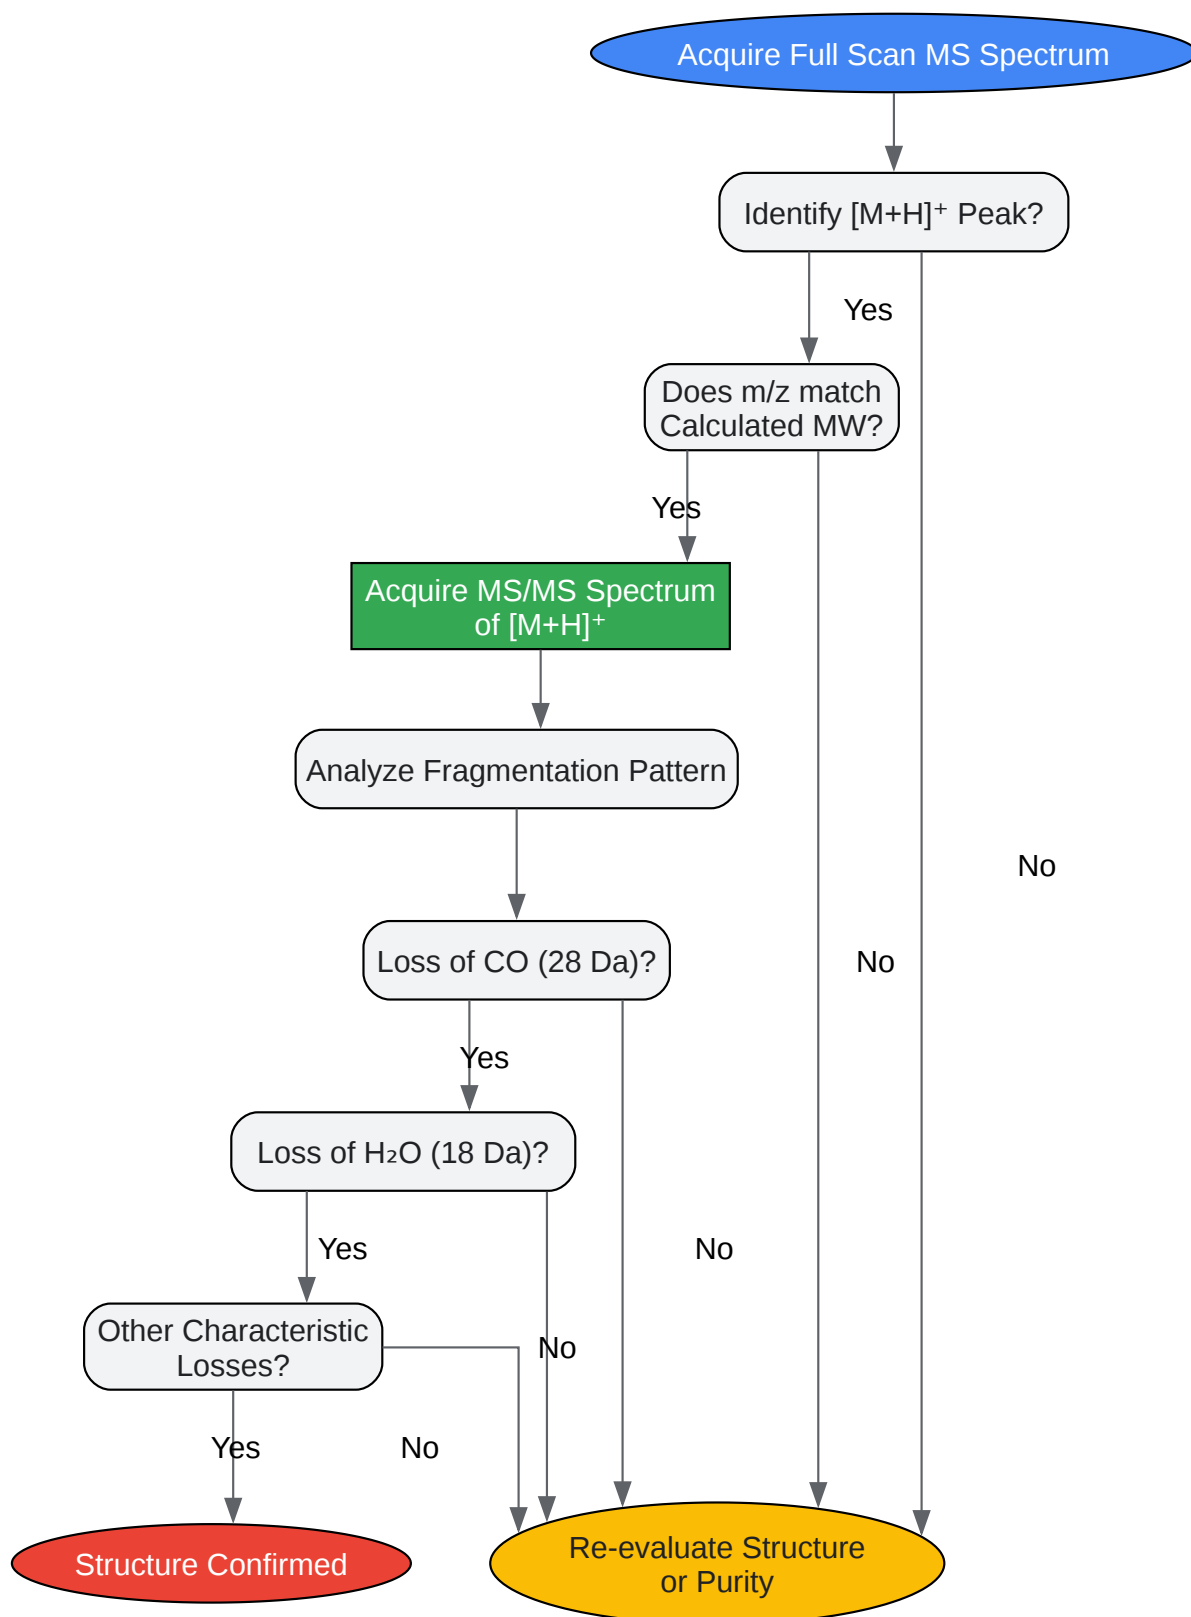 Acquire Full Scan MS Spectrum
Identify [M+H]⁺ Peak?
Yes
Does m/z match
Calculated MW?
Yes
Acquire MS/MS Spectrum
of [M+H]⁺
Analyze Fragmentation Pattern
No
Loss of CO (28 Da)?
No
Yes
Loss of H₂O (18 Da)?
Yes
No
Other Characteristic
Losses?
No
Yes
No
Structure Confirmed
Re-evaluate Structure
or Purity